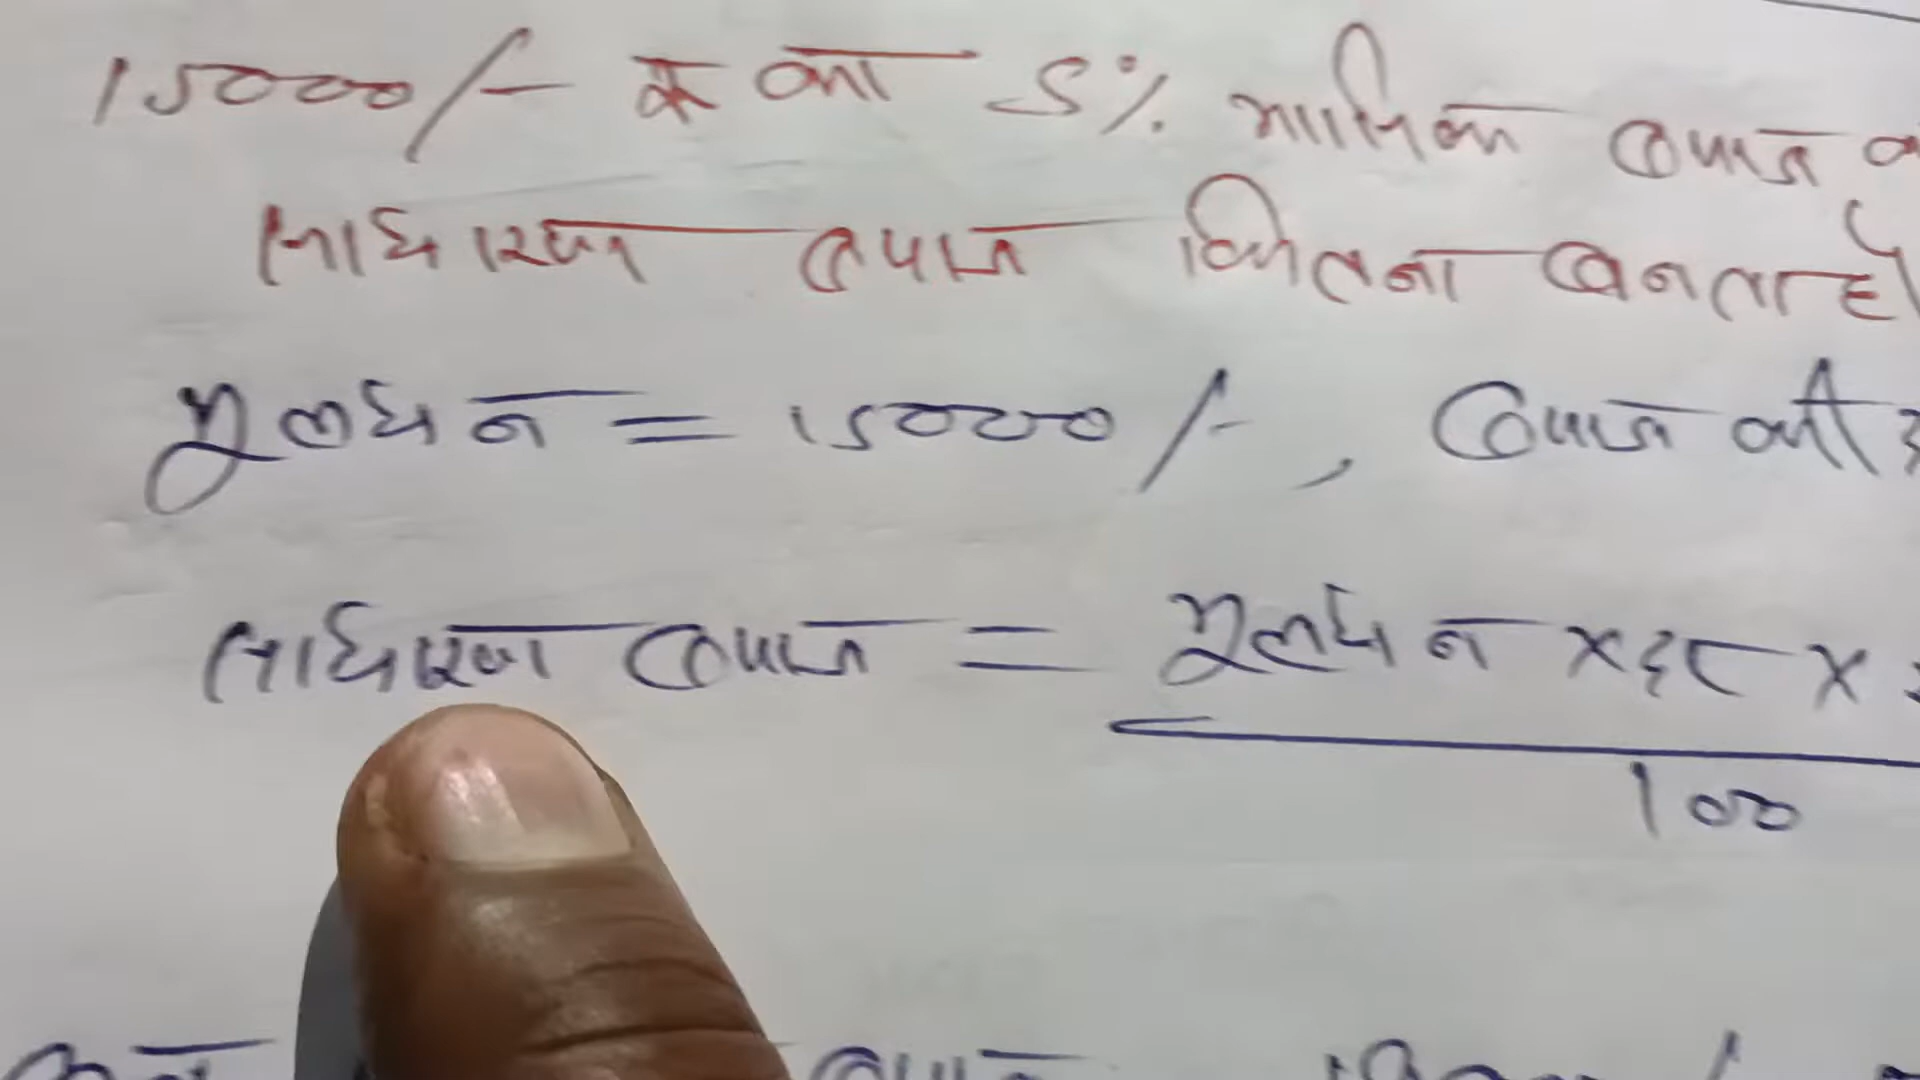 15000/- रू का 5% मासिक ब्याज
साधारण ब्याज कितना बनता है
मूलधन = 15000/-, ब्याज की
साधारण ब्याज = मूलधन × दर ×
100